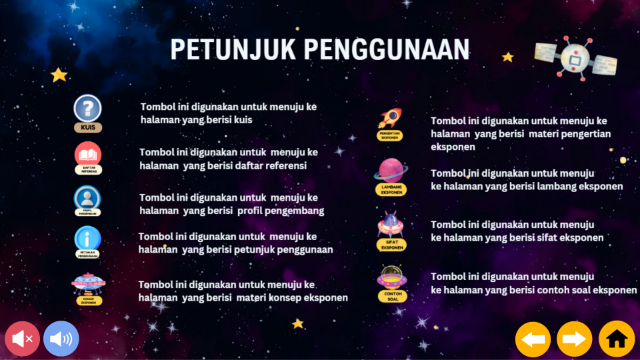 PETUNJUK PENGGUNAAN
KUIS
Tombol ini digunakan untuk menuju ke
halaman yang berisi kuis
DAFTAR
REFERENSI
Tombol ini digunakan untuk menuju ke
halaman yang berisi daftar referensi
PROFIL
PENGEMBANG
Tombol ini digunakan untuk menuju ke
halaman yang berisi profil pengembang
PETUNJUK
PENGGUNAAN
Tombol ini digunakan untuk menuju ke
halaman yang berisi petunjuk penggunaan
KONSEP
EKSPONEN
Tombol ini digunakan untuk menuju ke
halaman yang berisi materi konsep eksponen
PENGERTIAN
EKSPONEN
Tombol ini digunakan untuk menuju ke
halaman yang berisi materi pengertian
eksponen
LAMBANG
EKSPONEN
Tombol ini digunakan untuk menuju
ke halaman yang berisi lambang eksponen
SIFAT
EKSPONEN
Tombol ini digunakan untuk menuju
ke halaman yang berisi sifat eksponen
CONTOH
SOAL
Tombol ini digunakan untuk menuju
ke halaman yang berisi contoh soal eksponen